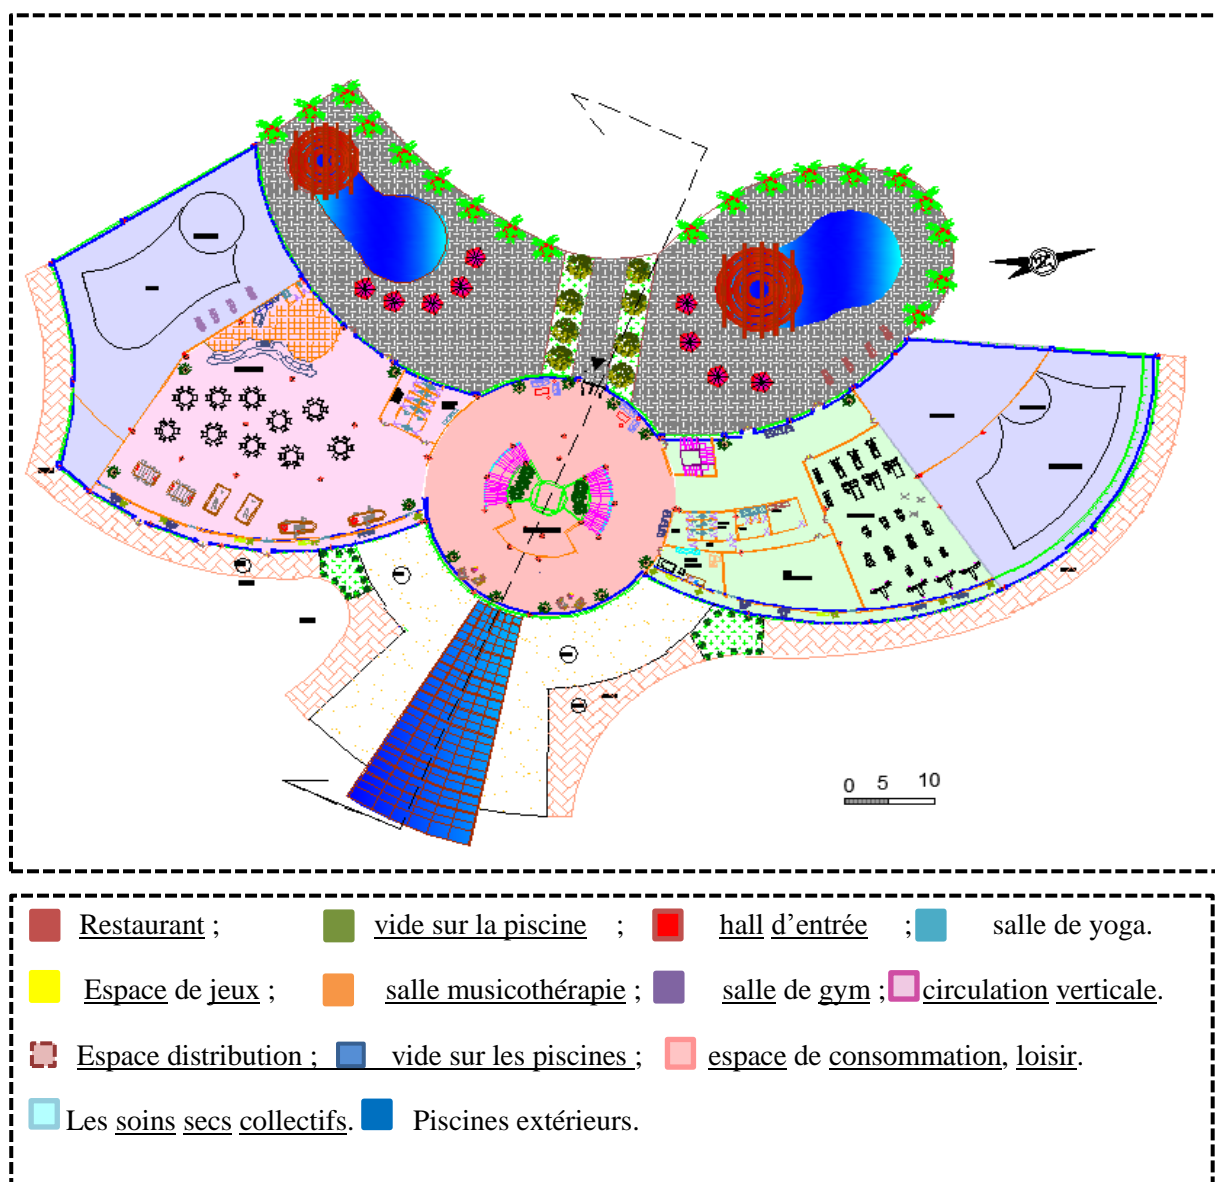 0 5 10
Restaurant ; vide sur la piscine ; hall d'entrée ; salle de yoga.
Espace de jeux ; salle musicothérapie ; salle de gym ; circulation verticale.
Espace distribution ; vide sur les piscines ; espace de consommation, loisir.
Les soins secs collectifs. Piscines extérieurs.